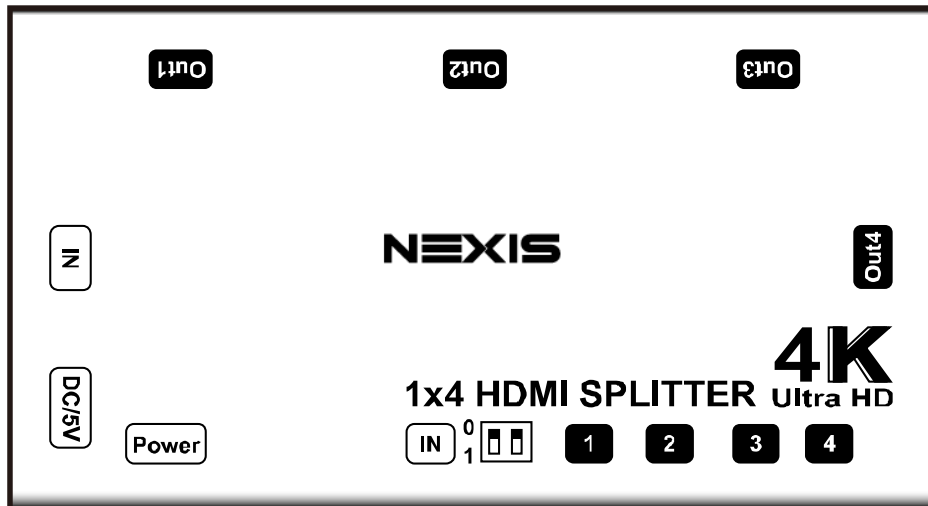 Out1
Out2
Out3
IN
NEXIS
Out4
4K
Ultra HD
1x4 HDMI SPLITTER
DC/5V
Power
IN
0
1
1
2
3
4